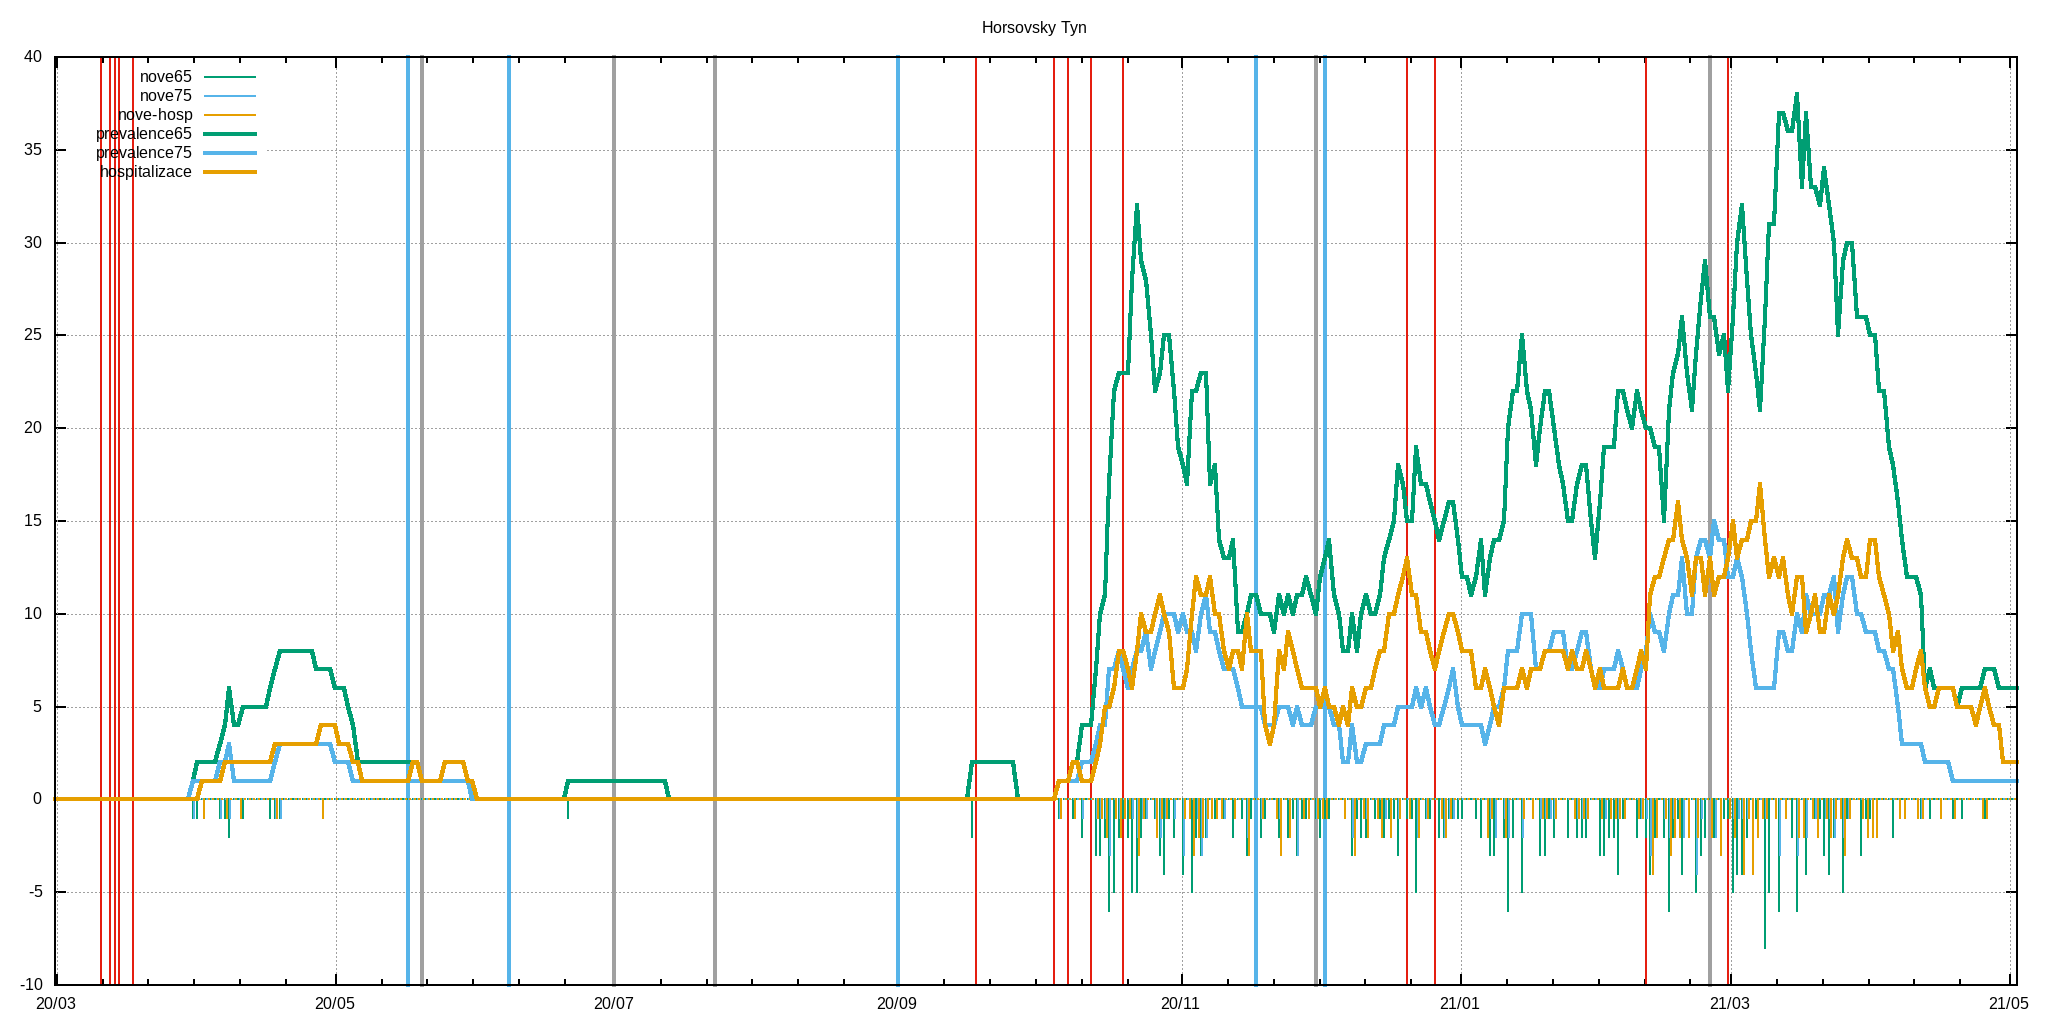 Horsovsky Tyn
40
35
30
25
20
15
10
5
0
-5
-10
nove65
nove75
nove-hosp
prevalence65
prevalence75
hospitalizace
20/03 20/05 20/07 20/09 20/11 21/01 21/03 21/05